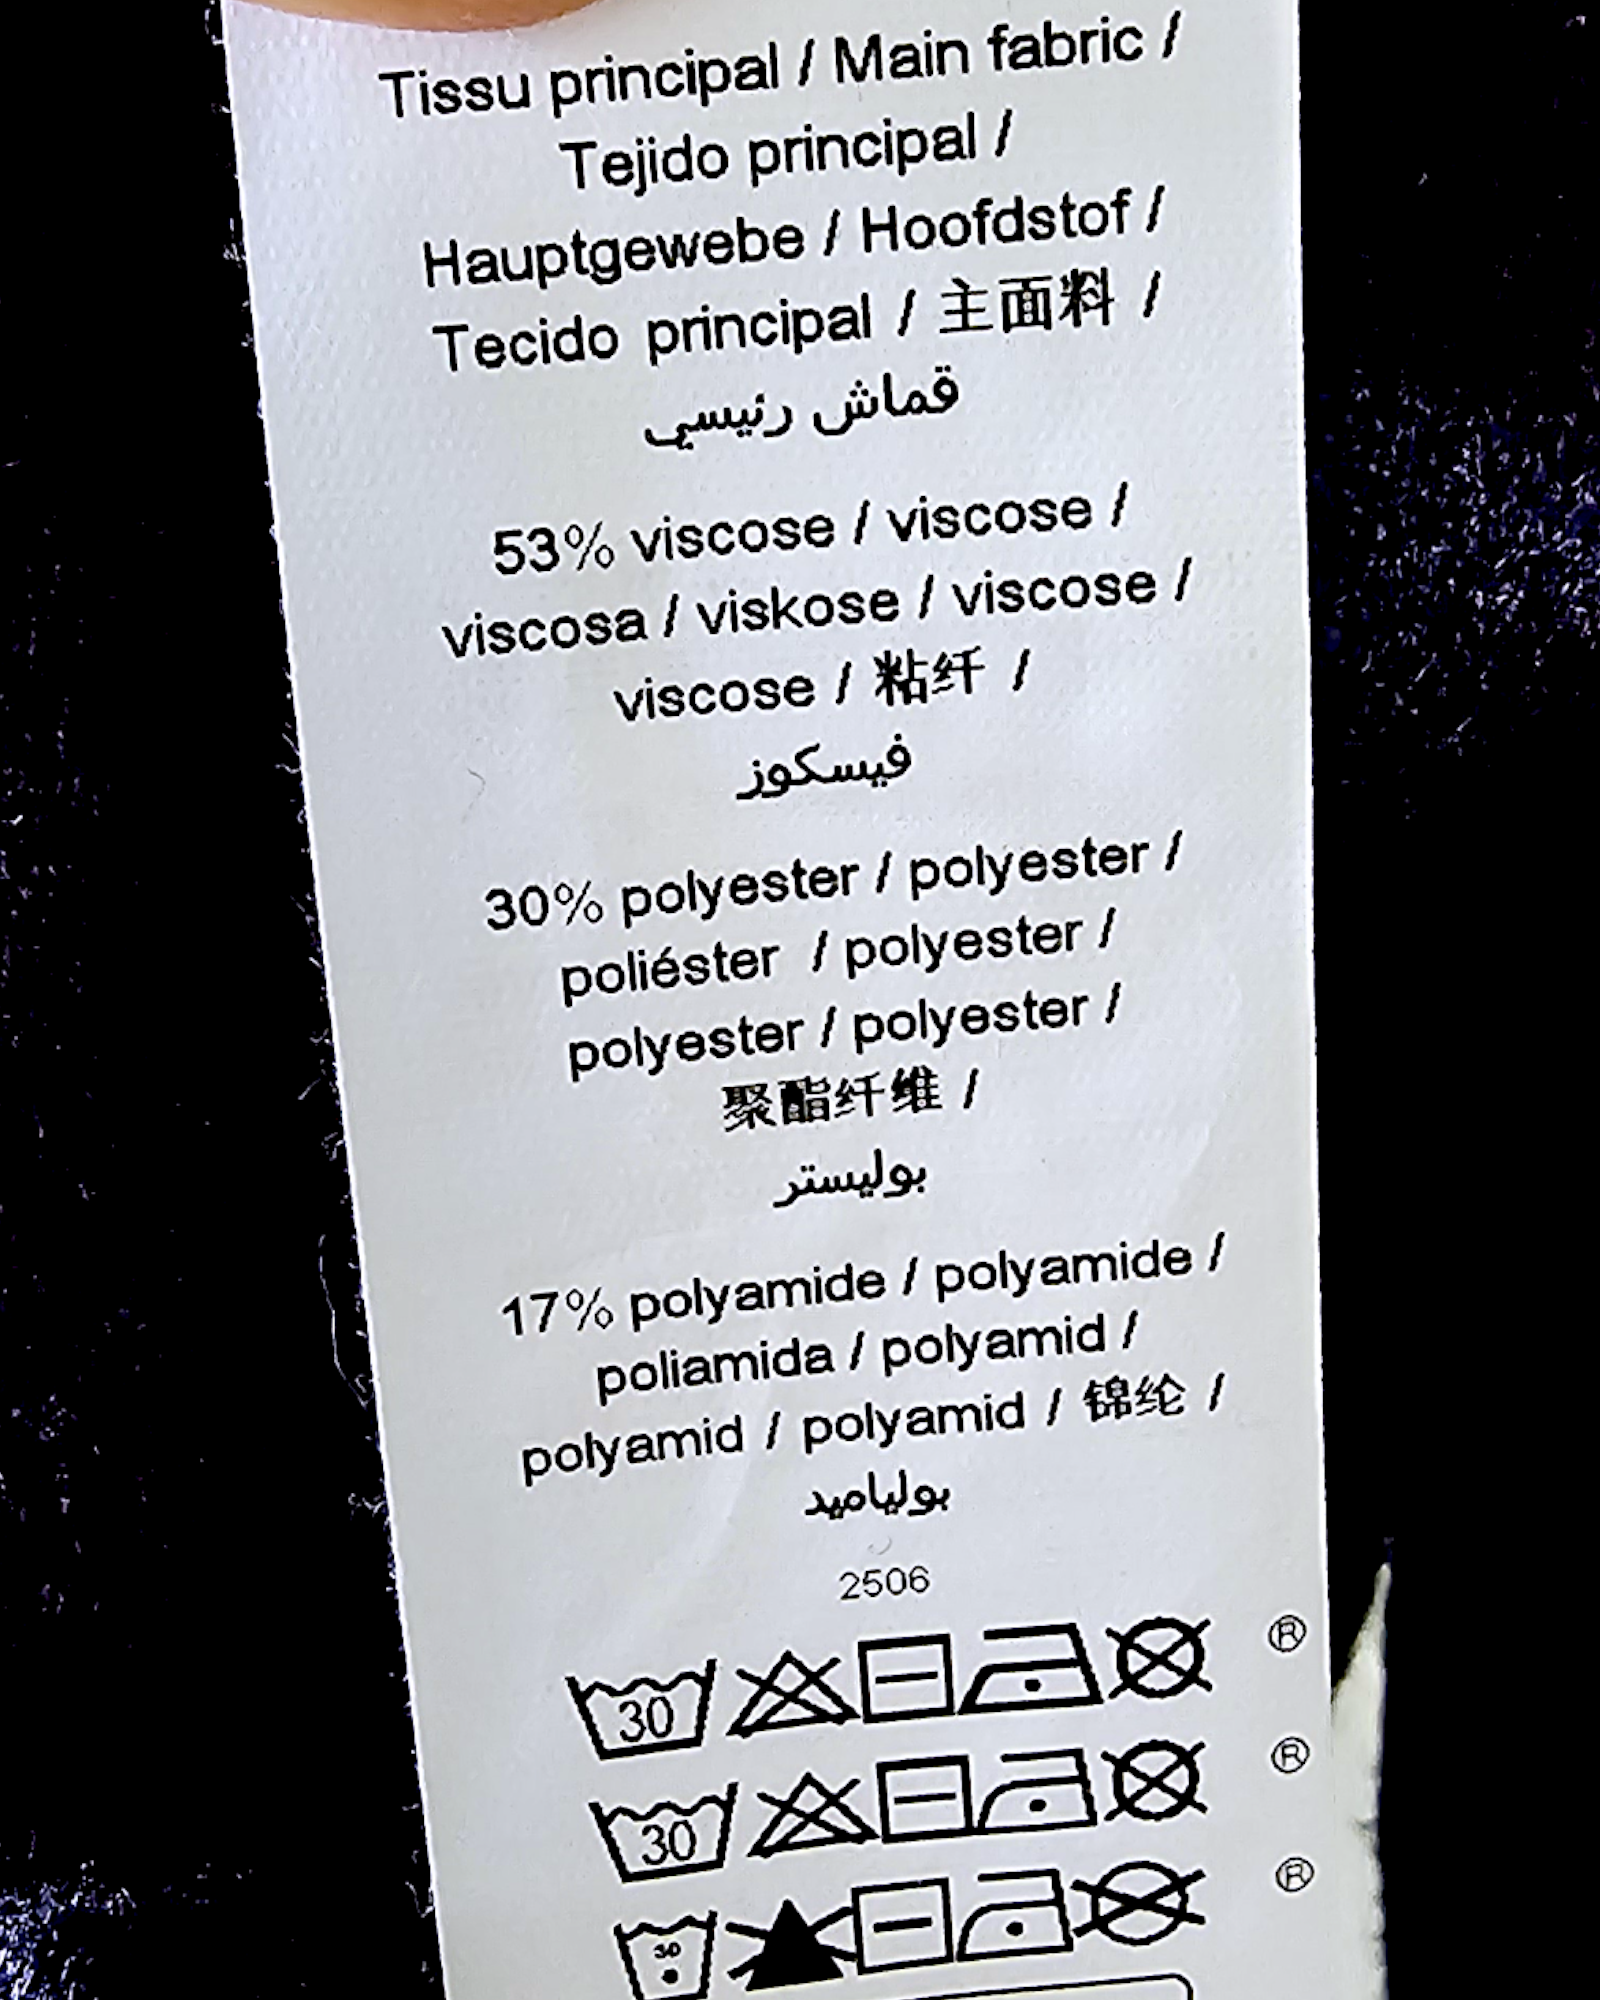 Tissu principal / Main fabric /
Tejido principal /
Hauptgewebe / Hoofdstof /
Tecido principal / 主面料 /
قماش رئيسي
53% viscose / viscose /
viscosa / viskose / viscose /
viscose / 粘纤 /
فيسكوز
30% polyester / polyester /
poliéster / polyester /
polyester / polyester /
聚酯纤维 /
بوليستر
17% polyamide / polyamide /
poliamida / polyamid /
polyamid / polyamid / 锦纶 /
بولياميد
2506
30 ®
30 ®
30 ®